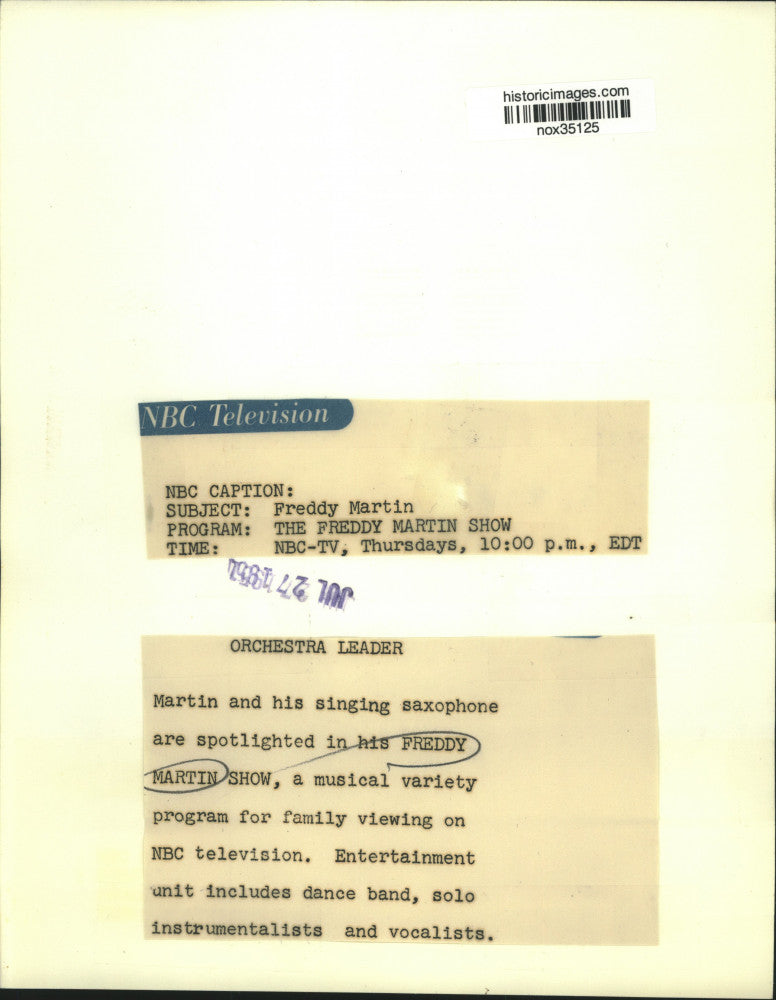 historicimages.com
nox35125
NBC Television
NBC CAPTION:
SUBJECT: Freddy Martin
PROGRAM: THE FREDDY MARTIN SHOW
TIME: NBC-TV, Thursdays, 10:00 p.m., EDT
JUL 27 1951
ORCHESTRA LEADER
Martin and his singing saxophone
are spotlighted in his FREDDY
MARTIN SHOW, a musical variety
program for family viewing on
NBC television. Entertainment
unit includes dance band, solo
instrumentalists and vocalists.